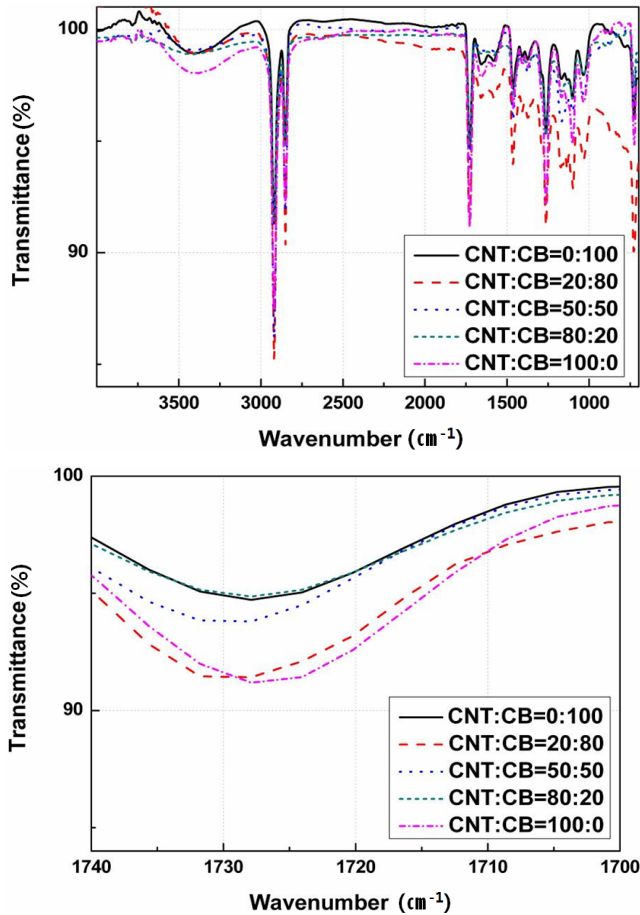 Transmittance (%)
100
90
3500 3000 2500 2000 1500 1000
Wavenumber (cm-1)
CNT:CB=0:100
CNT:CB=20:80
CNT:CB=50:50
CNT:CB=80:20
CNT:CB=100:0
Transmittance (%)
100
90
1740 1730 1720 1710 1700
Wavenumber (cm-1)
CNT:CB=0:100
CNT:CB=20:80
CNT:CB=50:50
CNT:CB=80:20
CNT:CB=100:0